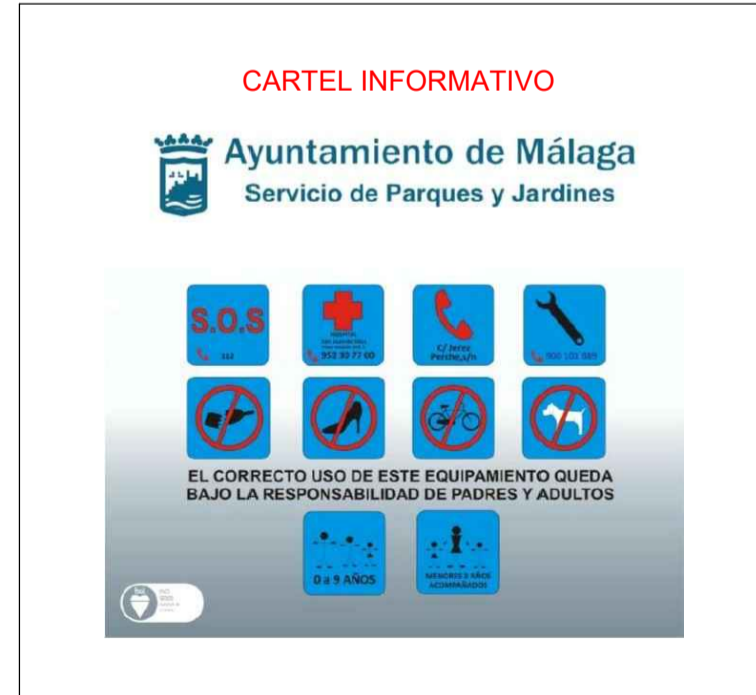 CARTEL INFORMATIVO
Ayuntamiento de Málaga
Servicio de Parques y Jardines
S.O.S
112
HOSPITAL
952 30 77 00
C/ Jerez
Perche,s/n
900 101 689
EL CORRECTO USO DE ESTE EQUIPAMIENTO QUEDA
BAJO LA RESPONSABILIDAD DE PADRES Y ADULTOS
0 a 9 AÑOS
MENORES 3 AÑOS
ACOMPAÑADOS